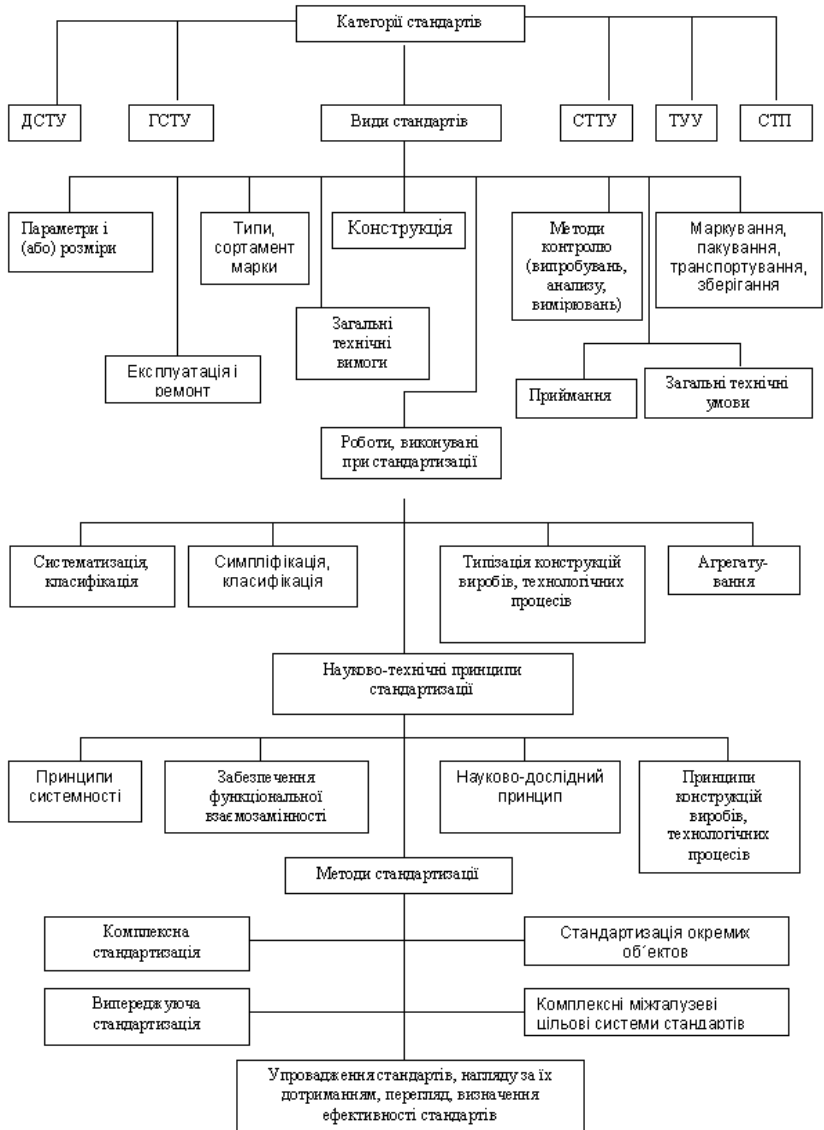 Категорії стандартів
ДСТУ
ГСТУ
Види стандартів
СТТУ
ТУУ
СТП
Параметри і
(або) розміри
Типи,
сортамент
марки
Конструкція
Методи
контролю
(випробувань,
аналізу,
вимірювань)
Маркування,
пакування,
транспортування,
зберігання
Загальні
технічні
вимоги
Експлуатація і
ремонт
Приймання
Загальні технічні
умови
Роботи, виконувані
при стандартизації
Систематизація,
класифікація
Симпліфікація,
класифікація
Типізація конструкцій
виробів, технологічних
процесів
Агрегату-
вання
Науково-технічні принципи
стандартизації
Принципи
системності
Забезпечення
функціональної
взаємозамінності
Науково-дослідний
принцип
Принципи
конструкцій
виробів,
технологічних
процесів
Методи стандартизації
Комплексна
стандартизація
Стандартизація окремих
об´ектов
Випереджуюча
стандартизація
Комплексні міжгалузеві
цільові системи стандартів
Упровадження стандартів, нагляду за їх
дотриманням, перегляд, визначення
ефективності стандартів